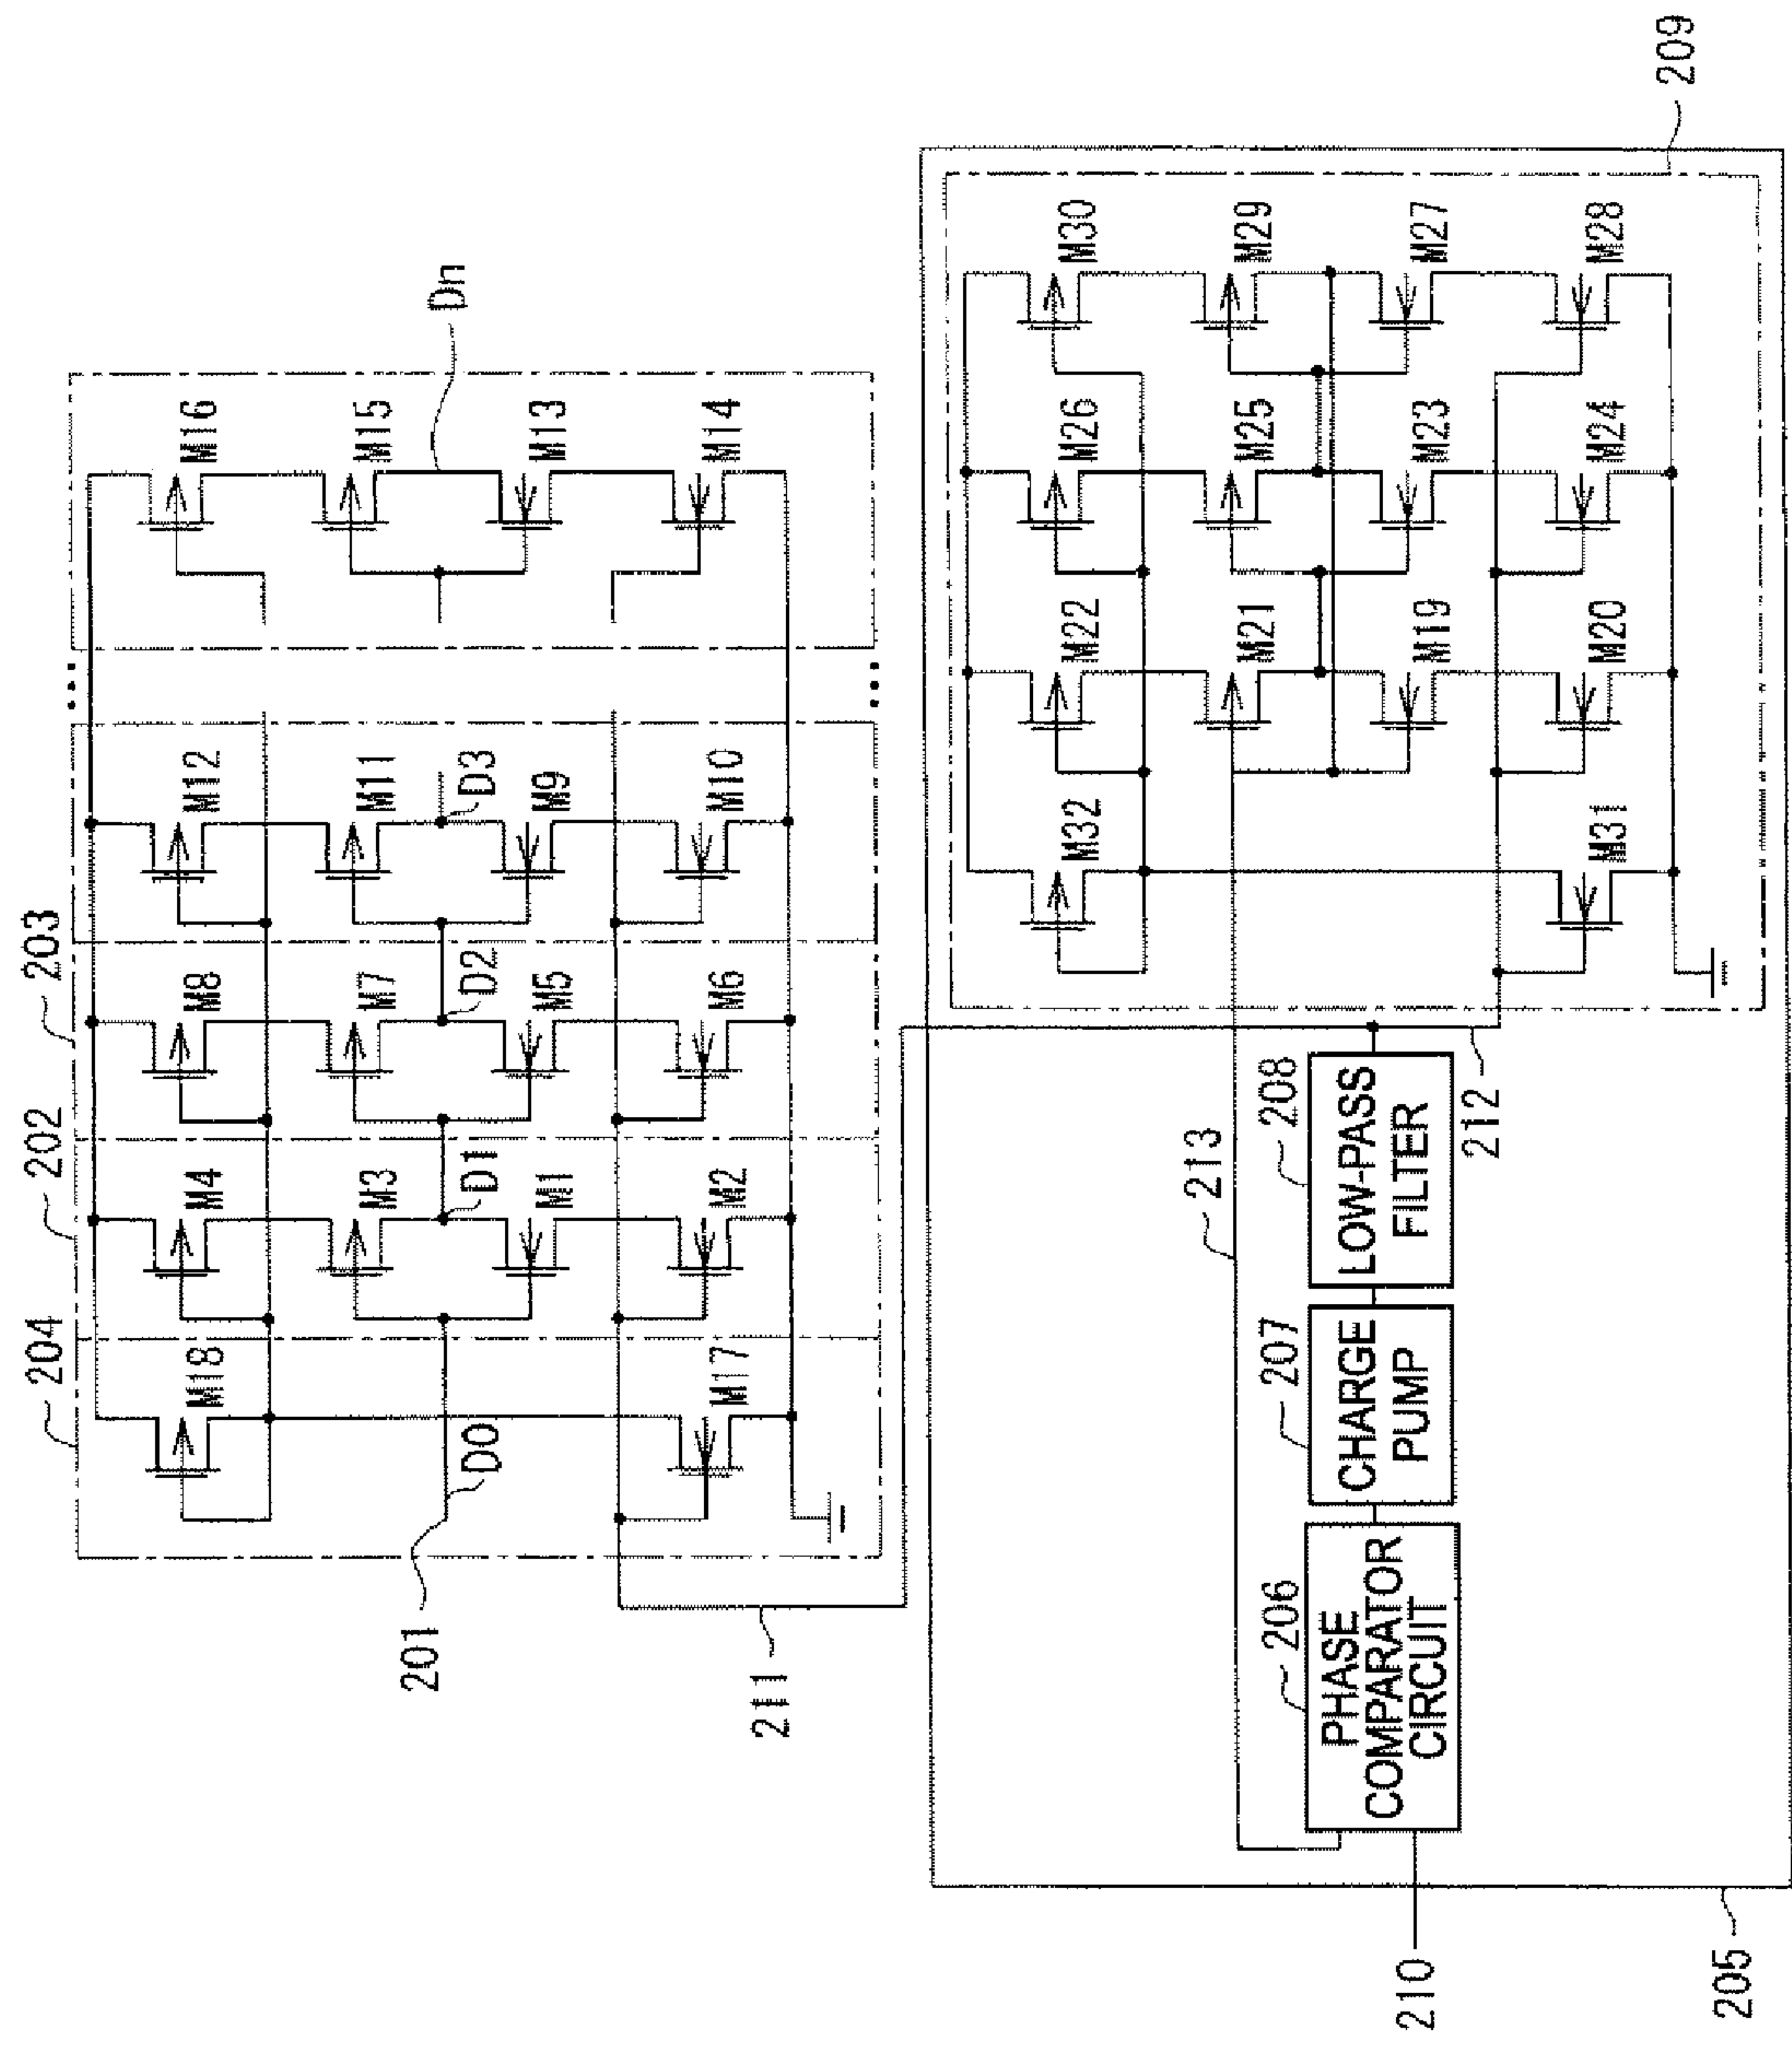 204
202
203
M18
M4
M8
M12
M16
M3
M7
M11
M15
201
D0
D1
D2
D3
Dn
M1
M5
M9
M13
M17
M2
M6
M10
M14
211
205
209
M32
M22
M26
M30
213
M21
M25
M29
210
206
PHASE
COMPARATOR
CIRCUIT
207
CHARGE
PUMP
208
LOW-PASS
FILTER
212
M19
M23
M27
M31
M20
M24
M28